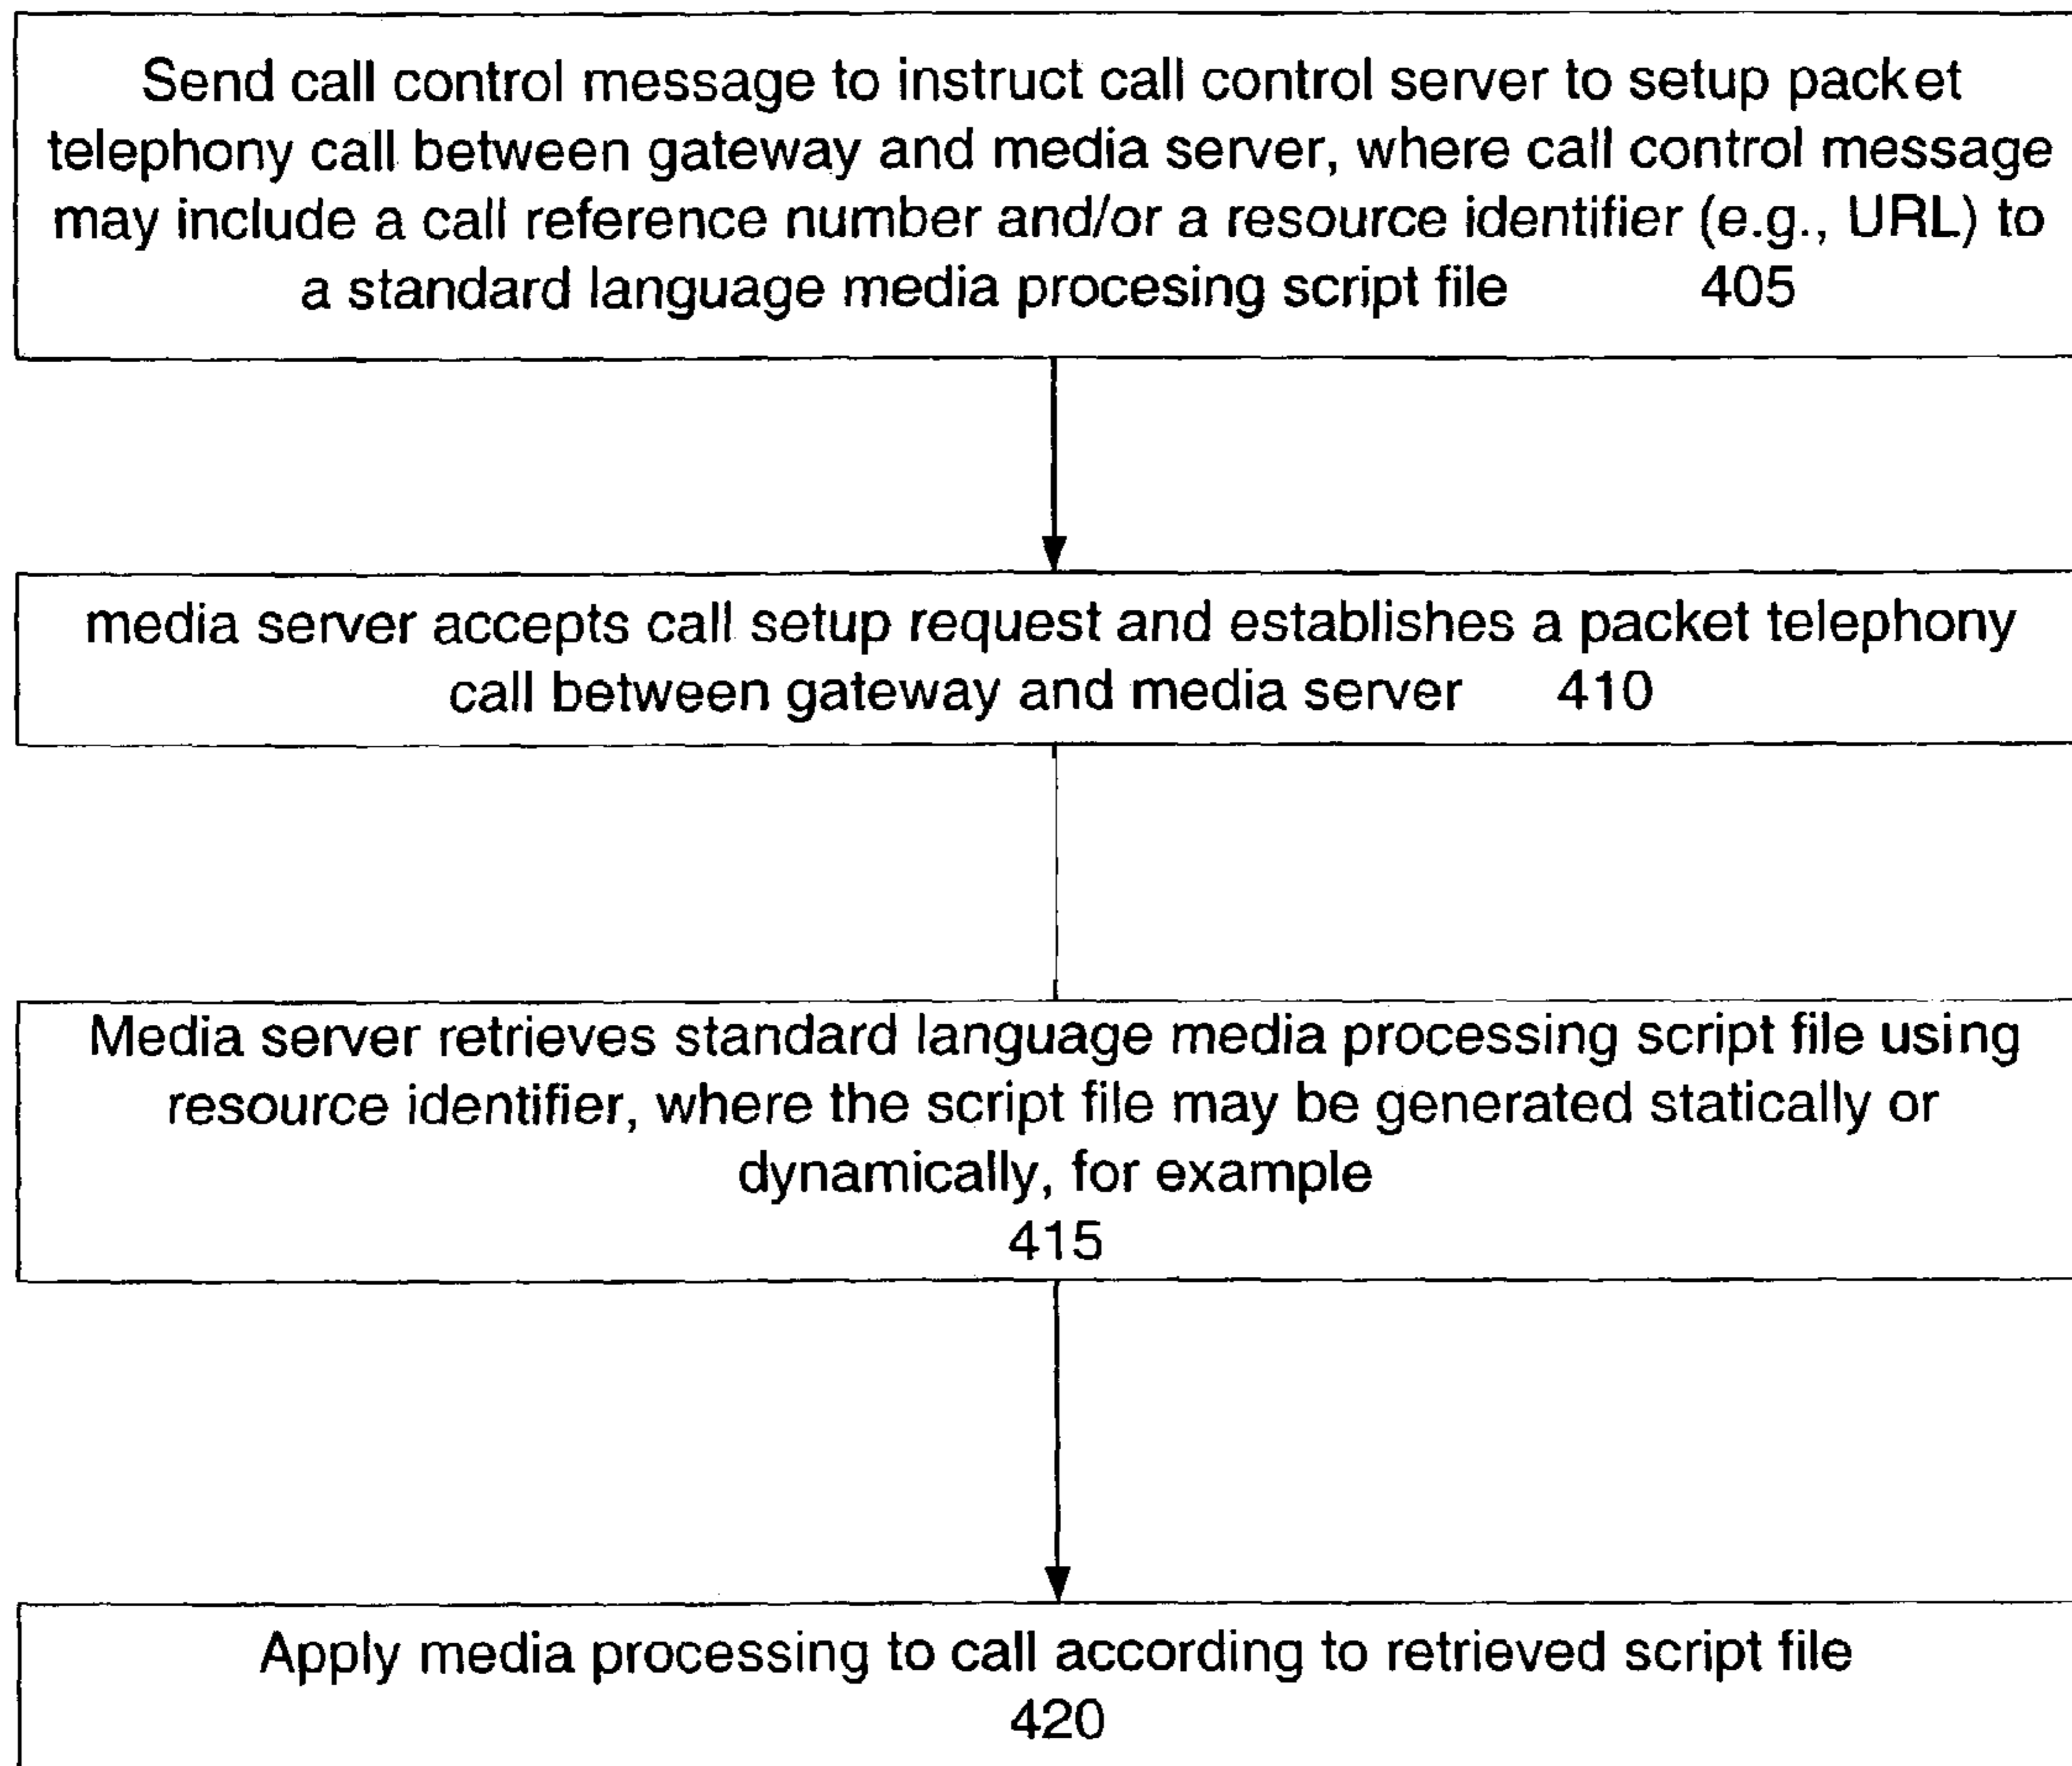 Send call control message to instruct call control server to setup packet
telephony call between gateway and media server, where call control message
may include a call reference number and/or a resource identifier (e.g., URL) to
a standard language media procesing script file 405
media server accepts call setup request and establishes a packet telephony
call between gateway and media server 410
Media server retrieves standard language media processing script file using
resource identifier, where the script file may be generated statically or
dynamically, for example
415
Apply media processing to call according to retrieved script file
420